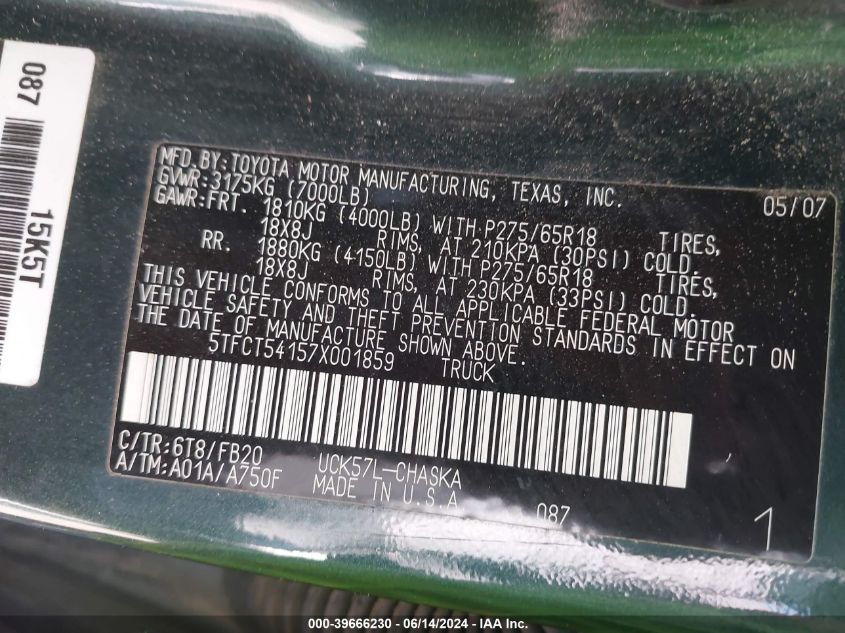 087
15K5T
MFD. BY: TOYOTA MOTOR MANUFACTURING, TEXAS, INC. 05/07
GVWR: 3175KG (7000LB)
GAWR: FRT. 1810KG (4000LB) WITH P275/65R18 TIRES,
18X8J RIMS, AT 210KPA (30PSI) COLD.
RR. 1880KG (4150LB) WITH P275/65R18 TIRES,
18X8J RIMS, AT 230KPA (33PSI) COLD.
THIS VEHICLE CONFORMS TO ALL APPLICABLE FEDERAL MOTOR
VEHICLE SAFETY AND THEFT PREVENTION STANDARDS IN EFFECT ON
THE DATE OF MANUFACTURE SHOWN ABOVE.
5TFCT54157X001859 TRUCK
C/TR: 6T8/FB20 UCK57L-CHASKA
A/TM: A01A/A750F MADE IN U.S.A 087
1
000-39666230 - 06/14/2024 - IAA Inc.